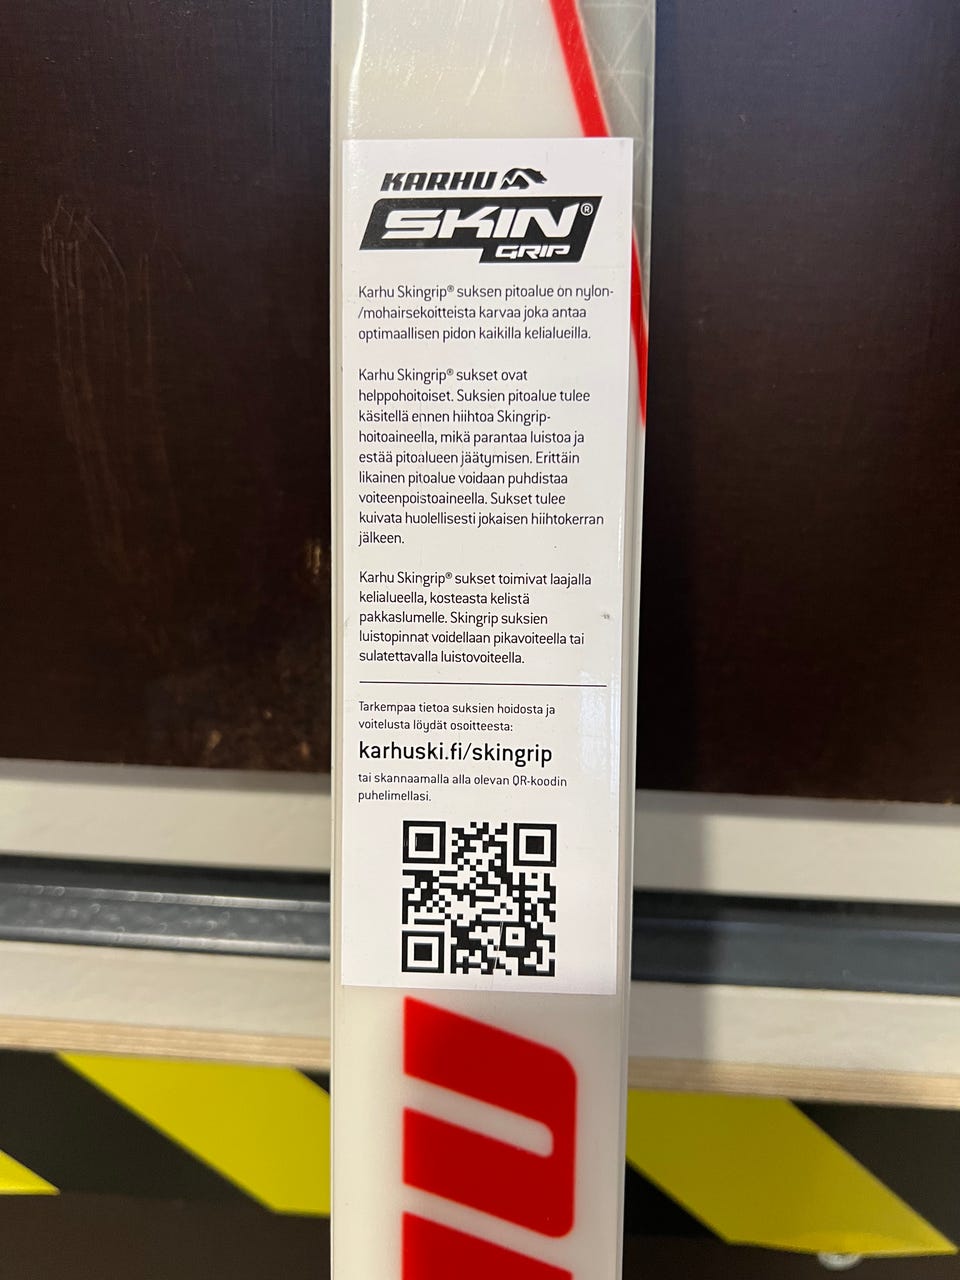 KARHU
SKIN®
GRIP
Karhu Skingrip® suksen pitoalue on nylon-
/mohairsekoitteista karvaa joka antaa
optimaallisen pidon kaikilla kelialueilla.
Karhu Skingrip® sukset ovat
helppohoitoiset. Suksien pitoalue tulee
käsitellä ennen hiihtoa Skingrip-
hoitoaineella, mikä parantaa luistoa ja
estää pitoalueen jäätymisen. Erittäin
likainen pitoalue voidaan puhdistaa
voiteenpoistoaineella. Sukset tulee
kuivata huolellisesti jokaisen hiihtokerran
jälkeen.
Karhu Skingrip® sukset toimivat laajalla
kelialueella, kosteasta kelistä
pakkaslumelle. Skingrip suksien
luistopinnat voidellaan pikavoiteella tai
sulatettavalla luistovoiteella.
Tarkempaa tietoa suksien hoidosta ja
voitelusta löydät osoitteesta:
karhuski.fi/skingrip
tai skannaamalla alla olevan QR-koodin
puhelimellasi.